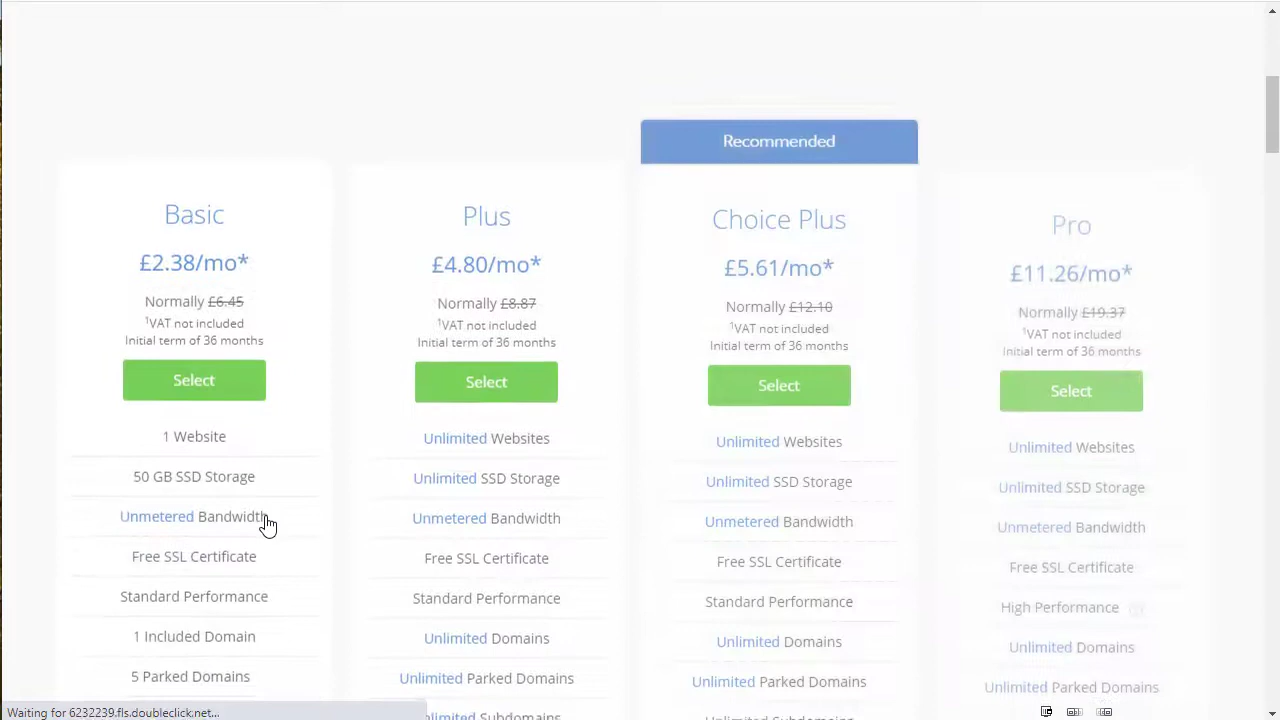 Recommended
Basic
£2.38/mo*
Normally £6.45
¹VAT not included
Initial term of 36 months
Select
1 Website
50 GB SSD Storage
Unmetered Bandwidth
Free SSL Certificate
Standard Performance
1 Included Domain
5 Parked Domains
Plus
£4.80/mo*
Normally £8.87
¹VAT not included
Initial term of 36 months
Select
Unlimited Websites
Unlimited SSD Storage
Unmetered Bandwidth
Free SSL Certificate
Standard Performance
Unlimited Domains
Unlimited Parked Domains
Unlimited Subdomains
Choice Plus
£5.61/mo*
Normally £12.10
¹VAT not included
Initial term of 36 months
Select
Unlimited Websites
Unlimited SSD Storage
Unmetered Bandwidth
Free SSL Certificate
Standard Performance
Unlimited Domains
Unlimited Parked Domains
Pro
£11.26/mo*
Normally £19.37
¹VAT not included
Initial term of 36 months
Select
Unlimited Websites
Unlimited SSD Storage
Unmetered Bandwidth
Free SSL Certificate
High Performance
Unlimited Domains
Unlimited Parked Domains
Waiting for 6232239.fls.doubleclick.net...